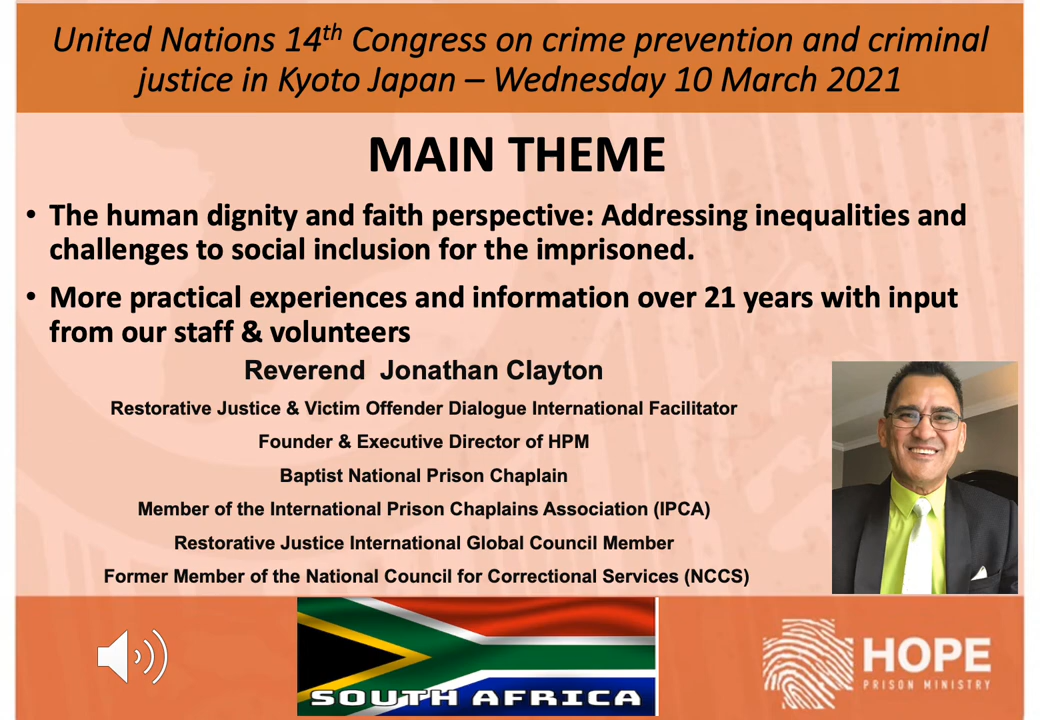 United Nations 14th Congress on crime prevention and criminal
justice in Kyoto Japan – Wednesday 10 March 2021
MAIN THEME
• The human dignity and faith perspective: Addressing inequalities and
challenges to social inclusion for the imprisoned.
• More practical experiences and information over 21 years with input
from our staff & volunteers
Reverend Jonathan Clayton
Restorative Justice & Victim Offender Dialogue International Facilitator
Founder & Executive Director of HPM
Baptist National Prison Chaplain
Member of the International Prison Chaplains Association (IPCA)
Restorative Justice International Global Council Member
Former Member of the National Council for Correctional Services (NCCS)
SOUTH AFRICA
HOPE
PRISON MINISTRY